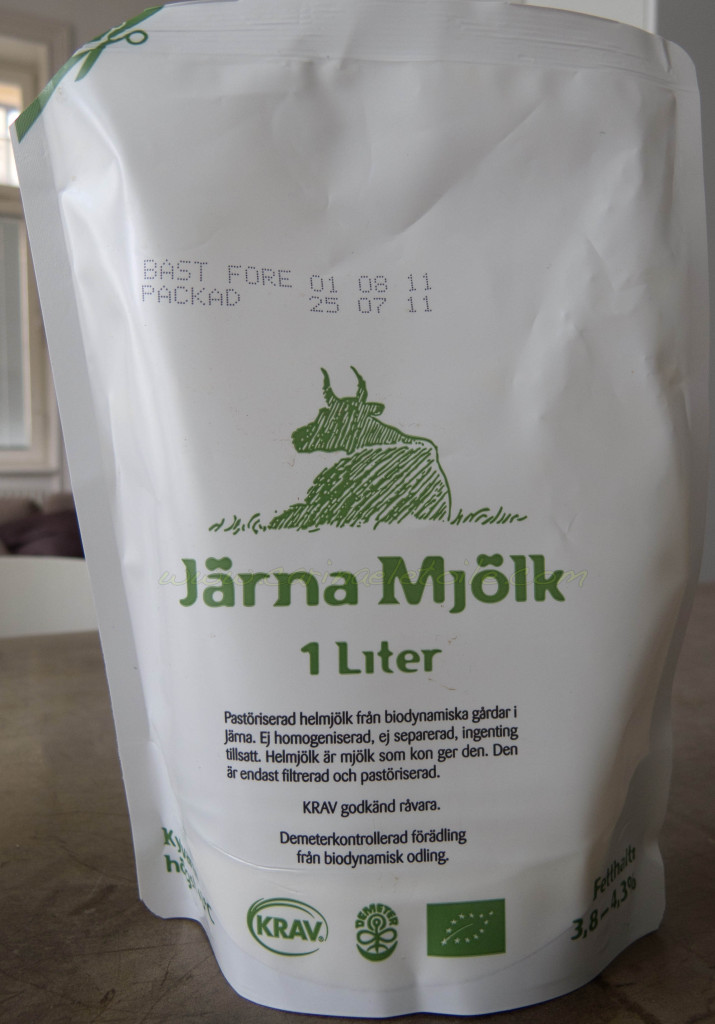 BAST FORE 01 08 11
PACKAD 25 07 11
Järna Mjölk
1 Liter
Pastöriserad helmjölk från biodynamiska gårdar i
Järna. Ej homogeniserad, ej separerad, ingenting
tillsatt. Helmjölk är mjölk som kon ger den. Den
är endast filtrerad och pastöriserad.
KRAV godkänd råvara.
Demeterkontrollerad förädling
från biodynamisk odling.
Fetthalt:
3,8–4,3%
KRAV
DEMETER